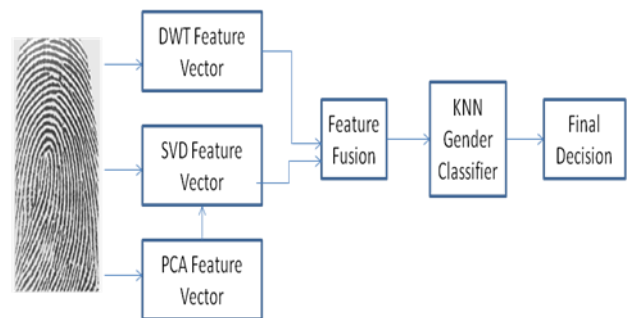 DWT Feature
Vector
SVD Feature
Vector
PCA Feature
Vector
Feature
Fusion
KNN
Gender
Classifier
Final
Decision